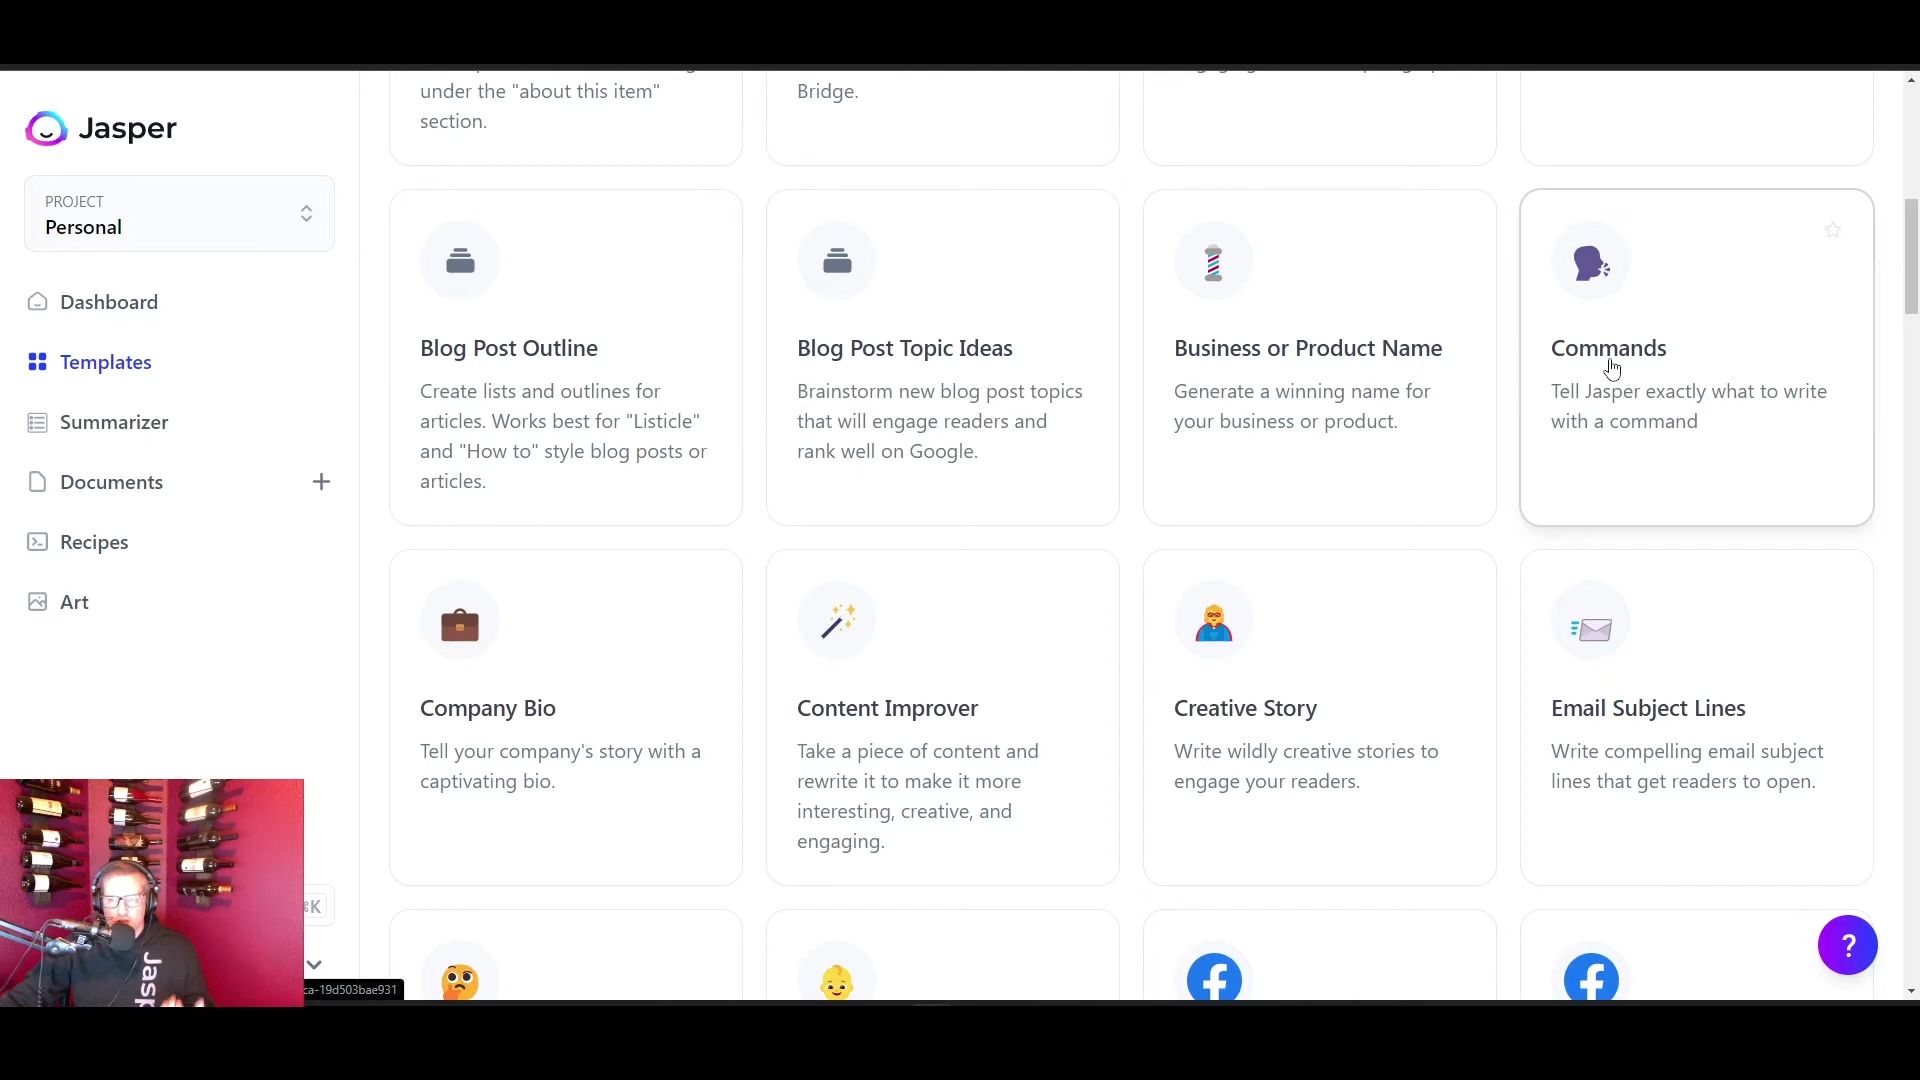 under the "about this item"
section.
Bridge.
Jasper
PROJECT
Personal
Dashboard
Templates
Summarizer
Documents
Recipes
Art
Blog Post Outline
Create lists and outlines for
articles. Works best for "Listicle"
and "How to" style blog posts or
articles.
Blog Post Topic Ideas
Brainstorm new blog post topics
that will engage readers and
rank well on Google.
Business or Product Name
Generate a winning name for
your business or product.
Commands
Tell Jasper exactly what to write
with a command
Company Bio
Tell your company's story with a
captivating bio.
Content Improver
Take a piece of content and
rewrite it to make it more
interesting, creative, and
engaging.
Creative Story
Write wildly creative stories to
engage your readers.
Email Subject Lines
Write compelling email subject
lines that get readers to open.
K
ca-19d503bae931
?
Jasp